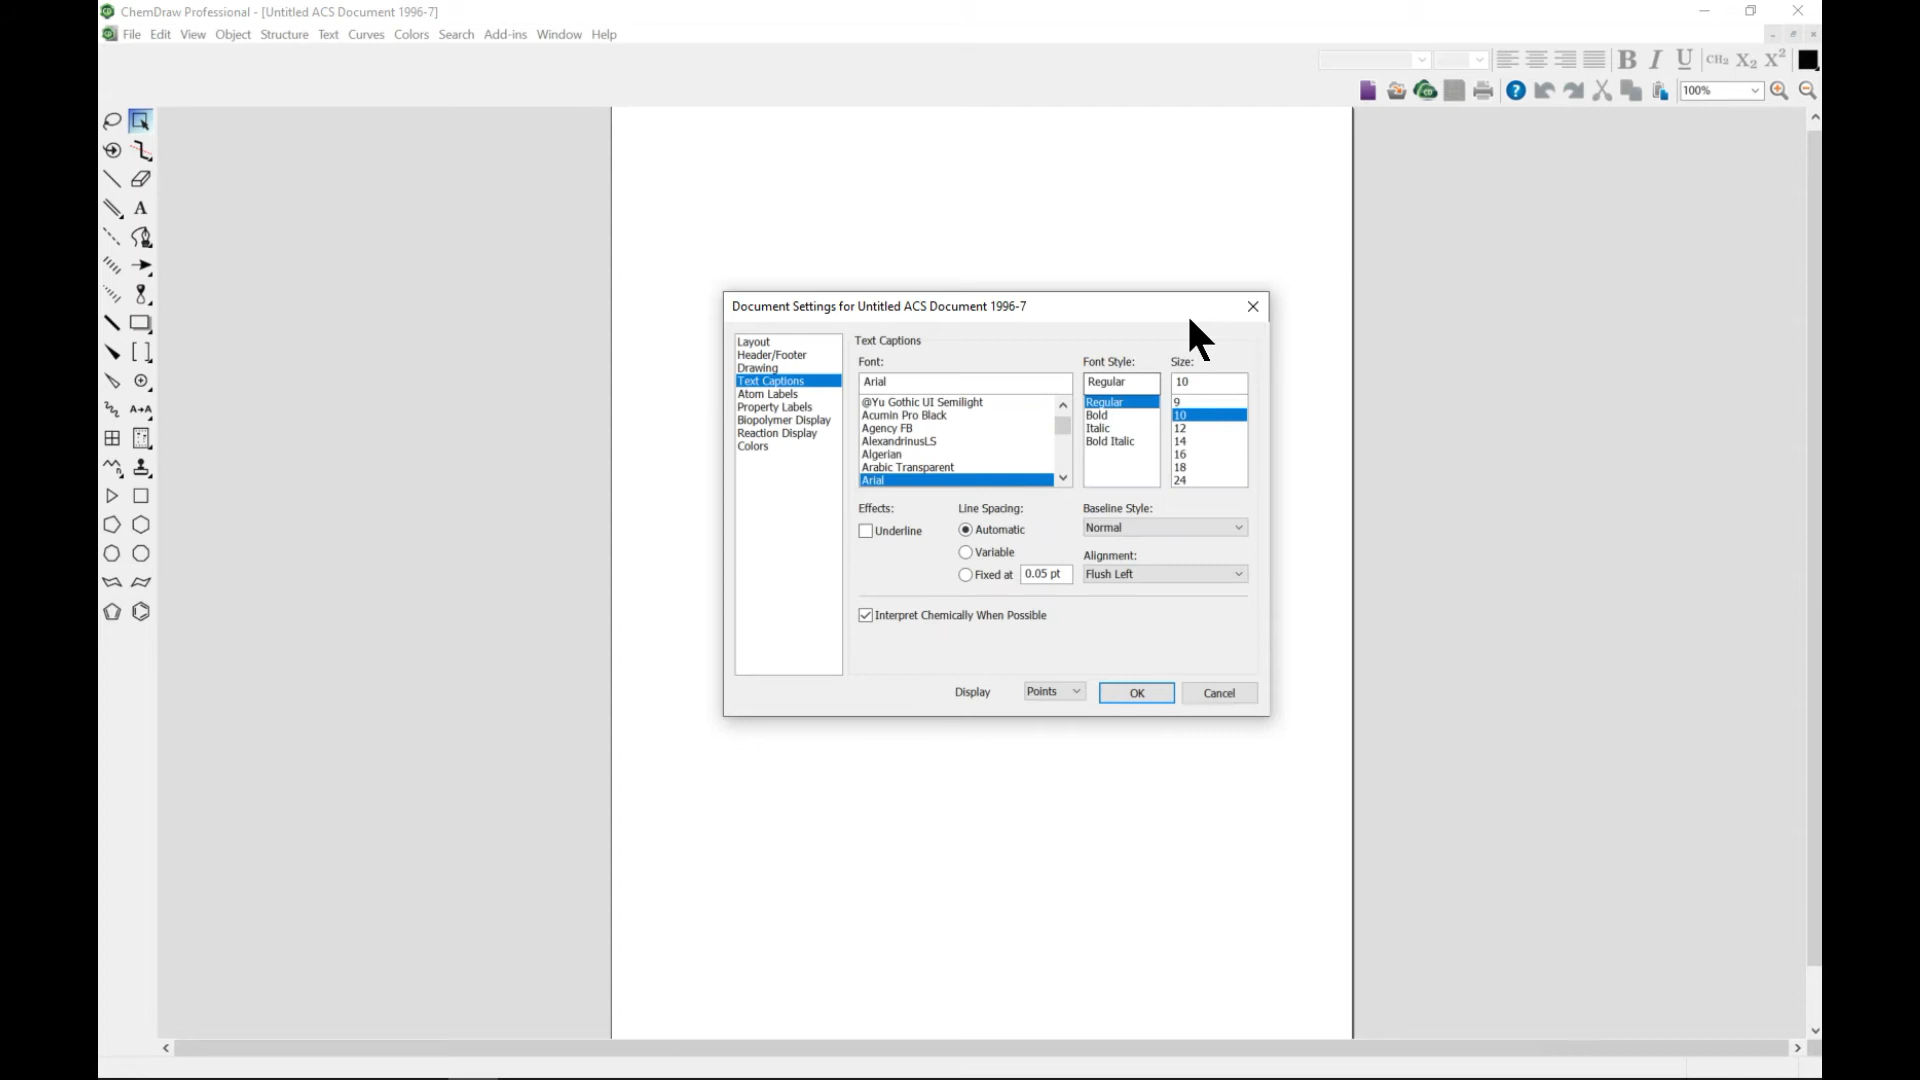 ChemDraw Professional - [Untitled ACS Document 1996-7]
File Edit View Object Structure Text Curves Colors Search Add-ins Window Help
B I U CH₂ X₂ X²
100%
A
A→A
Document Settings for Untitled ACS Document 1996-7
Layout
Header/Footer
Drawing
Text Captions
Atom Labels
Property Labels
Biopolymer Display
Reaction Display
Colors
Text Captions
Font: Font Style: Size:
Arial Regular 10
@Yu Gothic UI Semilight
Acumin Pro Black
Agency FB
AlexandrinusLS
Algerian
Arabic Transparent
Arial
Regular
Bold
Italic
Bold Italic
9
10
12
14
16
18
24
Effects: Line Spacing: Baseline Style:
Underline Automatic Normal
Variable Alignment:
Fixed at 0.05 pt Flush Left
Interpret Chemically When Possible
Display Points OK Cancel